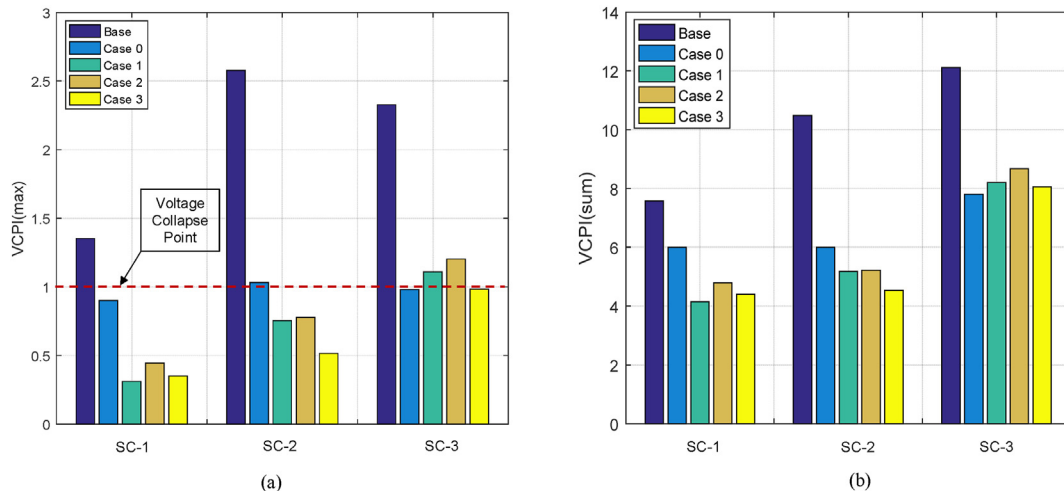 3
2.5
2
1.5
1
0.5
0
VCPI(max)
Base
Case 0
Case 1
Case 2
Case 3
Voltage
Collapse
Point
SC-1
SC-2
SC-3
(a)
14
12
10
8
6
4
2
0
VCPI(sum)
Base
Case 0
Case 1
Case 2
Case 3
SC-1
SC-2
SC-3
(b)